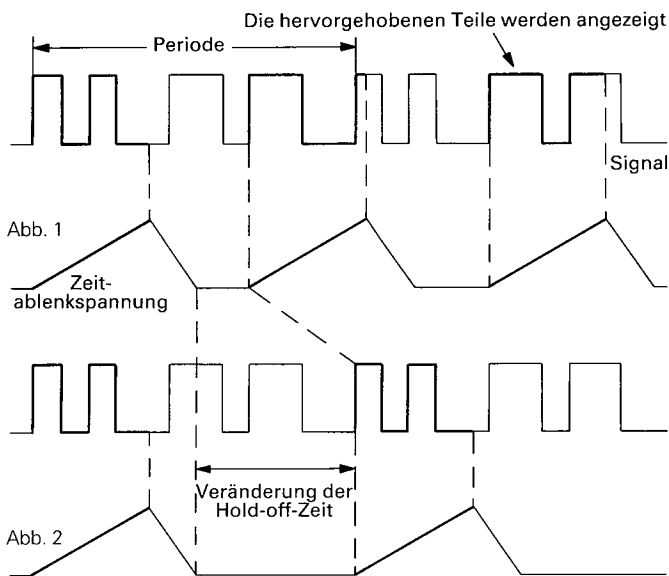 Die hervorgehobenen Teile werden angezeigt
Periode
Signal
Abb. 1
Zeit-
ablenkspannung
Veränderung der
Hold-off-Zeit
Abb. 2